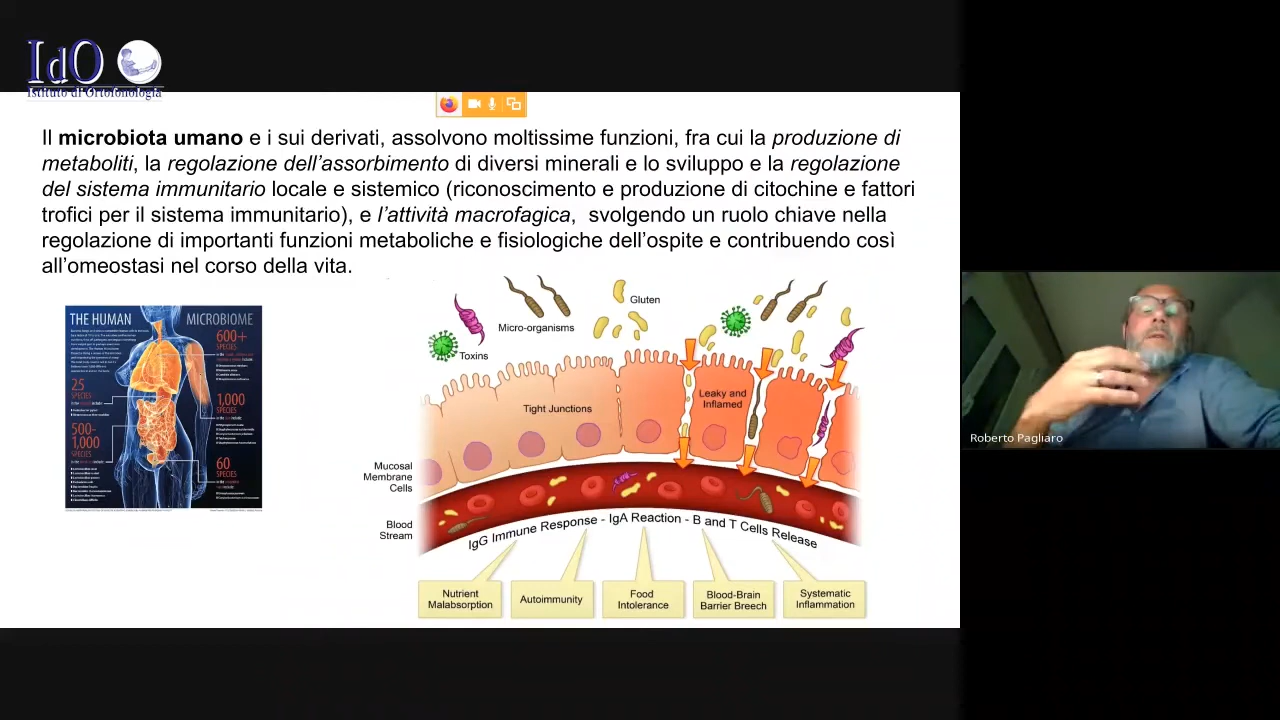 IdO
Istituto di Ortofonologia
Il microbiota umano e i sui derivati, assolvono moltissime funzioni, fra cui la produzione di
metaboliti, la regolazione dell’assorbimento di diversi minerali e lo sviluppo e la regolazione
del sistema immunitario locale e sistemico (riconoscimento e produzione di citochine e fattori
trofici per il sistema immunitario), e l’attività macrofagica, svolgendo un ruolo chiave nella
regolazione di importanti funzioni metaboliche e fisiologiche dell’ospite e contribuendo così
all’omeostasi nel corso della vita.
THE HUMAN MICROBIOME
600+
SPECIES
25
SPECIES
1,000
SPECIES
500-
1,000
SPECIES
60
SPECIES
Gluten
Micro-organisms
Toxins
Tight Junctions
Leaky and
Inflamed
Mucosal
Membrane
Cells
Blood
Stream
IgG Immune Response - IgA Reaction - B and T Cells Release
Nutrient
Malabsorption
Autoimmunity
Food
Intolerance
Blood-Brain
Barrier Breech
Systematic
Inflammation
Roberto Pagliaro